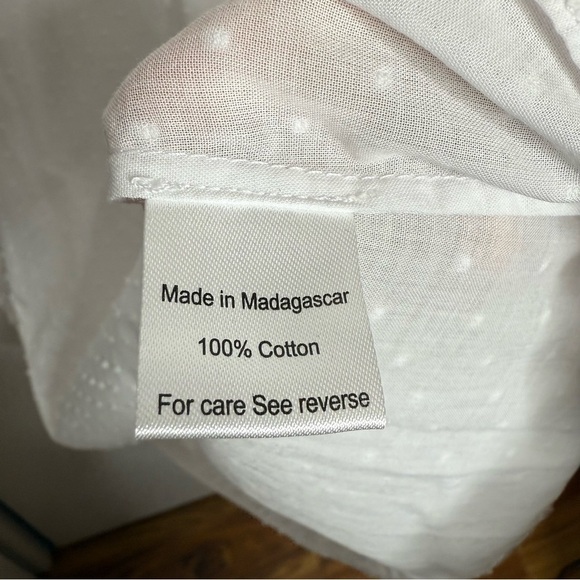 Made in Madagascar
100% Cotton
For care See reverse